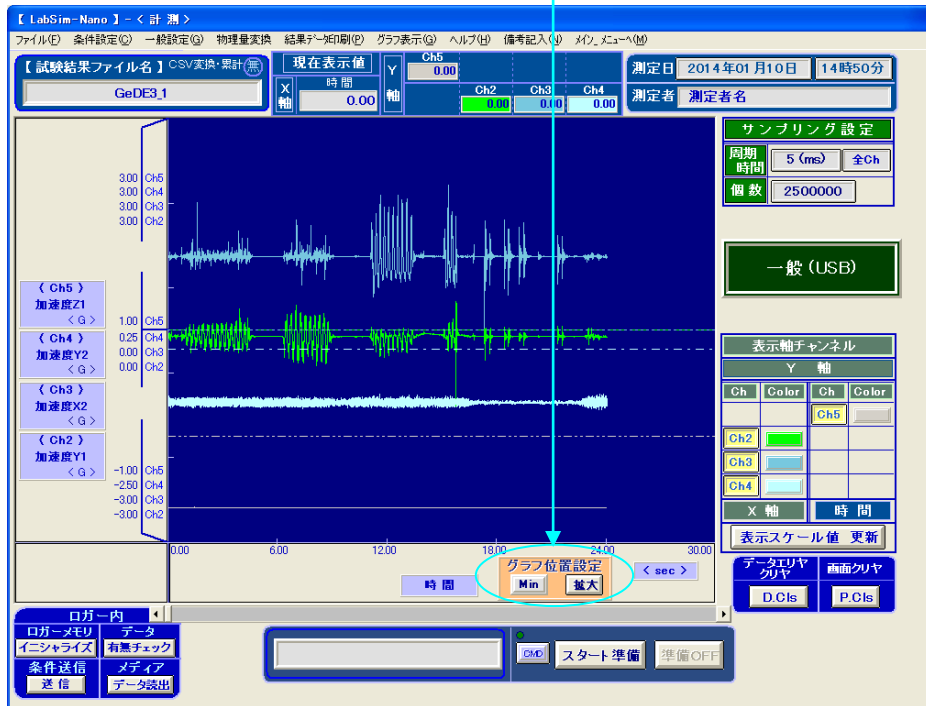 【 LabSim-Nano 】-< 計 測 >
ファイル(F) 条件設定(C) 一般設定(G) 物理量変換 結果データ印刷(P) グラフ表示(G) ヘルプ(H) 備考記入(N) メイン_メニューへ(M)
【 試験結果ファイル名 】 CSV変換・累計 無
GeDE3_1
現在表示値
X軸
時 間
0.00
Y軸
Ch5
0.00
Ch2 Ch3 Ch4
0.00 0.00 0.00
測定日 2014年01月10日 14時50分
測定者 測定者名
3.00 Ch5
3.00 Ch4
3.00 Ch3
3.00 Ch2
1.00 Ch5
0.25 Ch4
0.00 Ch3
0.00 Ch2
-1.00 Ch5
-2.50 Ch4
-3.00 Ch3
-3.00 Ch2
( Ch5 )
加速度Z1
< G >
( Ch4 )
加速度Y2
< G >
( Ch3 )
加速度X2
< G >
( Ch2 )
加速度Y1
< G >
0.00 6.00 12.00 18.00 24.00 30.00
時 間
グラフ位置設定
Min 拡大
< sec >
サンプリング設定
周期時間 5 (ms) 全Ch
個 数 2500000
一般 (USB)
表示軸チャンネル
Y 軸
Ch Color Ch Color
Ch5
Ch2
Ch3
Ch4
X 軸 時 間
表示スケール値 更新
データエリヤ
クリヤ
D.Cls
画面クリヤ
P.Cls
ロガー内
ロガーメモリ データ
イニシャライズ 有無チェック
条件送信 メディア
送 信 データ読出
CMD スタート準備 準備OFF